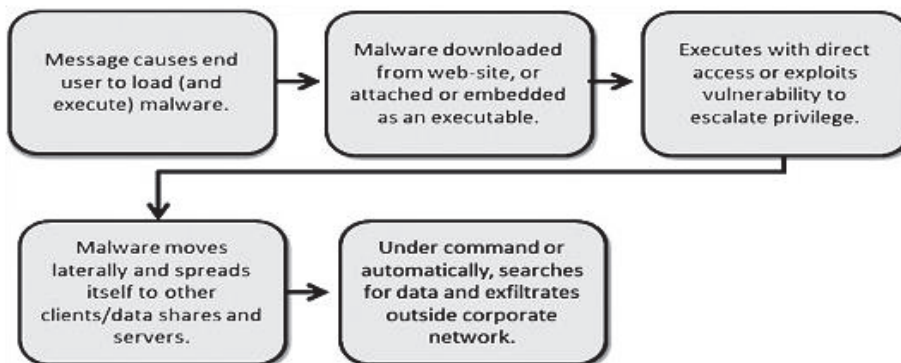 Message causes end
user to load (and
execute) malware.
Malware downloaded
from web-site, or
attached or embedded
as an executable.
Executes with direct
access or exploits
vulnerability to
escalate privilege.
Malware moves
laterally and spreads
itself to other
clients/data shares and
servers.
Under command or
automatically, searches
for data and exfiltrates
outside corporate
network.